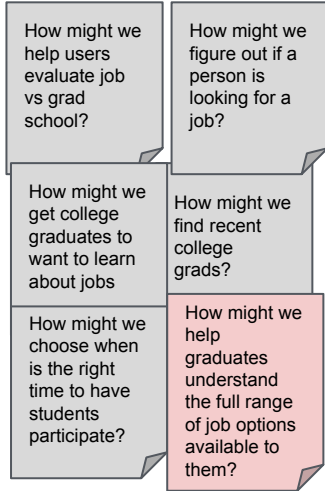 How might we
help users
evaluate job
vs grad
school?
How might we
figure out if a
person is
looking for a
job?
How might we
get college
graduates to
want to learn
about jobs
How might we
find recent
college
grads?
How might we
choose when
is the right
time to have
students
participate?
How might we
help
graduates
understand
the full range
of job options
available to
them?